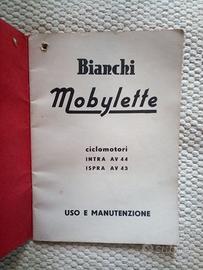 Bianchi
Mobylette
ciclomotori
INTRA AV 44
ISPRA AV 43
USO E MANUTENZIONE